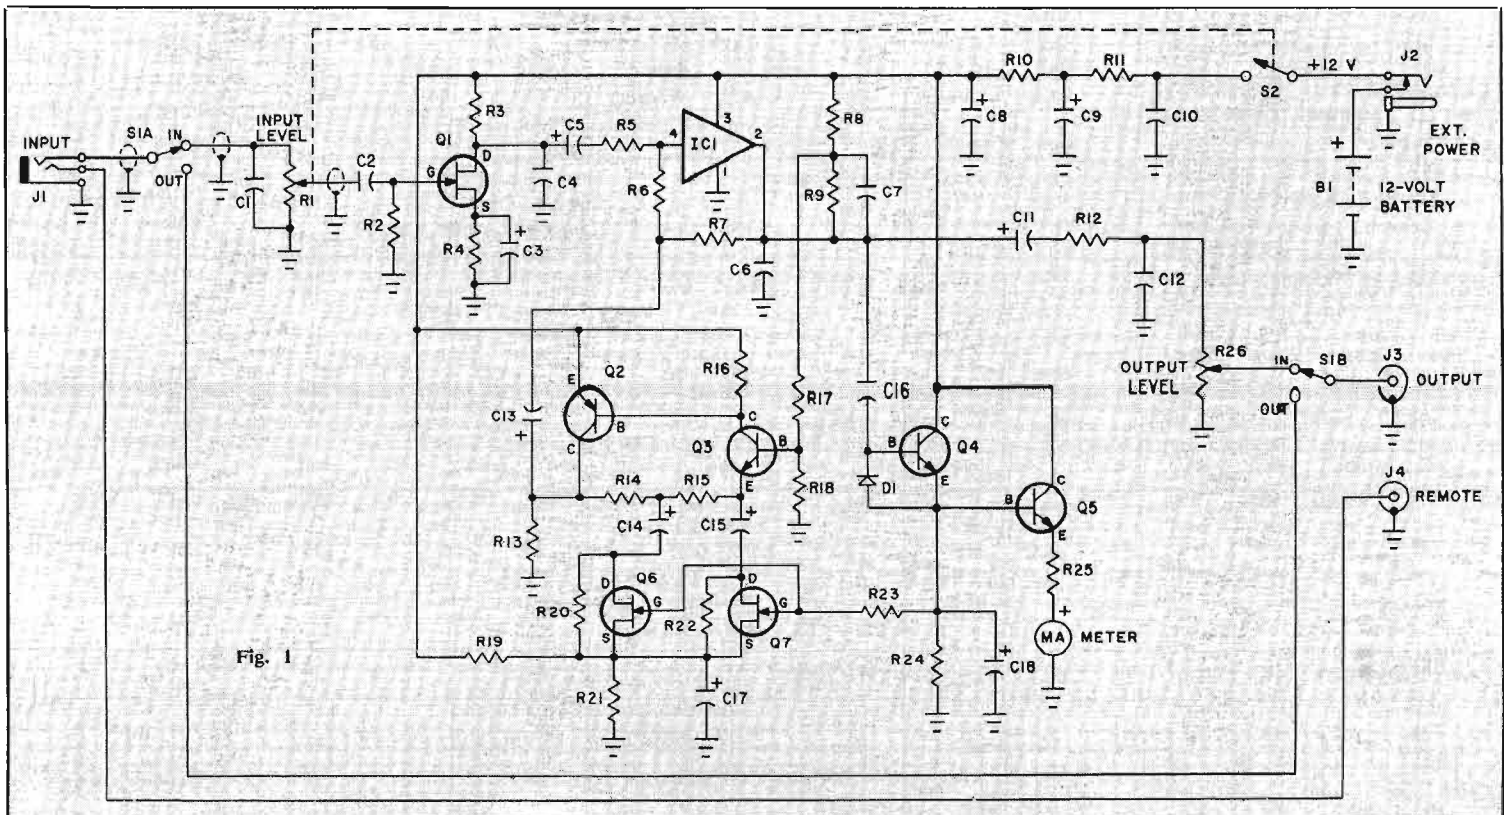 R10
R11
+12 V
J2
S2
R3
R8
+
C8
+
C9
C10
EXT.
POWER
INPUT
S1A
IN
INPUT
LEVEL
Q1
D
+
C5
R5
4
IC1
3
2
1
J1
OUT
C1
R1
C2
G
S
R2
R4
+
C3
C4
R6
R7
C6
R9
C7
+
B1
12-VOLT
BATTERY
+
C11
R12
C12
Q2
E
B
C
R16
C13
+
Q3
C
B
E
R17
R18
C16
B
C
E
Q4
D1
B
C
E
Q5
OUTPUT
LEVEL
R26
IN
S1B
OUT
J3
OUTPUT
J4
REMOTE
R14
R15
+
C14
+
C15
R13
R20
D
Q6
G
S
R22
D
G
S
Q7
R23
R24
+
C18
R25
+
MA
METER
Fig. 1
R19
R21
+
C17